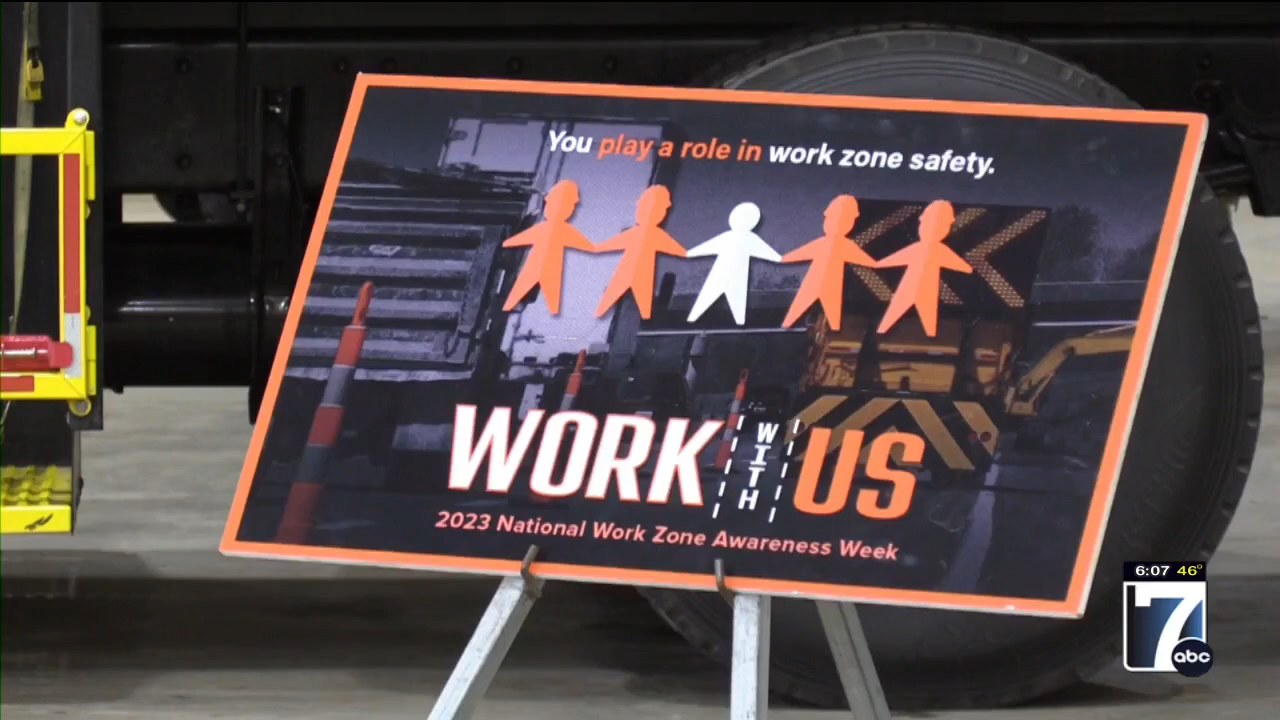 You play a role in work zone safety.
WORK WITH US
2023 National Work Zone Awareness Week
6:07 46°
7
abc